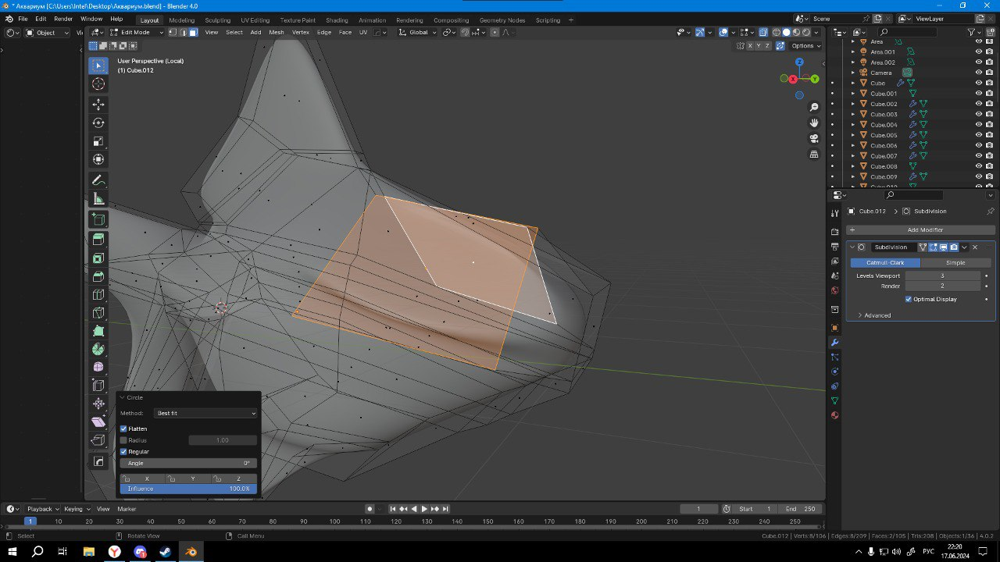 * Аквариум [C:\Users\Intel\Desktop\Аквариум.blend] - Blender 4.0
File Edit Render Window Help Layout Modeling Sculpting UV Editing Texture Paint Shading Animation Rendering Compositing Geometry Nodes Scripting + Scene ViewLayer
Object Edit Mode View Select Add Mesh Vertex Edge Face UV Global
X Y Z Options
User Perspective (Local)
(1) Cube.012
Z
X Y
Area
Area.001
Area.002
Camera
Cube
Cube.001
Cube.002
Cube.003
Cube.004
Cube.005
Cube.006
Cube.007
Cube.008
Cube.009
Cube.012 > Subdivision
+ Add Modifier
Subdivision
Catmull-Clark Simple
Levels Viewport 3
Render 2
Optimal Display
Advanced
Circle
Method: Best fit
Flatten
Radius 1.00
Regular
Angle 0°
X Y Z
Influence 100.0%
Playback Keying View Marker 1 Start 1 End 250
1 10 20 30 40 50 60 70 80 90 100 110 120 130 140 150 160 170 180 190 200 210 220 230 240 250
Select Rotate View Call Menu Cube.012 | Verts:8/106 | Edges:8/209 | Faces:2/105 | Tris:208 | Objects:1/36 | 4.0.2
РУС
22:20
17.06.2024